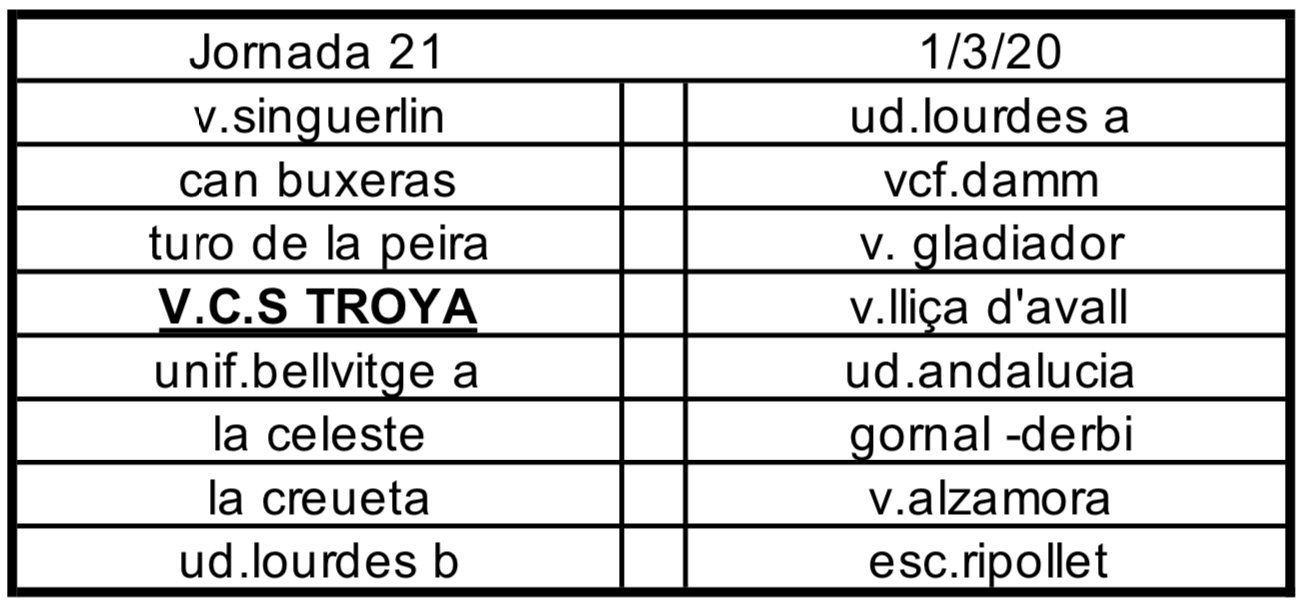 Jornada 21 1/3/20
v.singuerlin ud.lourdes a
can buxeras vcf.damm
turo de la peira v. gladiador
V.C.S TROYA v.lliça d'avall
unif.bellvitge a ud.andalucia
la celeste gornal -derbi
la creueta v.alzamora
ud.lourdes b esc.ripollet